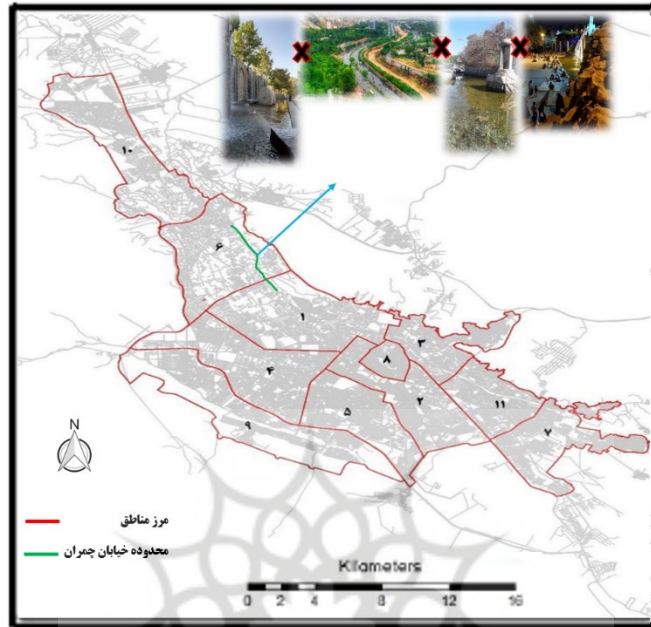 ۱۰
۶
۱
۳
۸
۴
۲
۵
۱۱
۷
۹
N
مرز مناطق
محدوده خیابان چمران
Kilometers
0 2 4 8 12 16